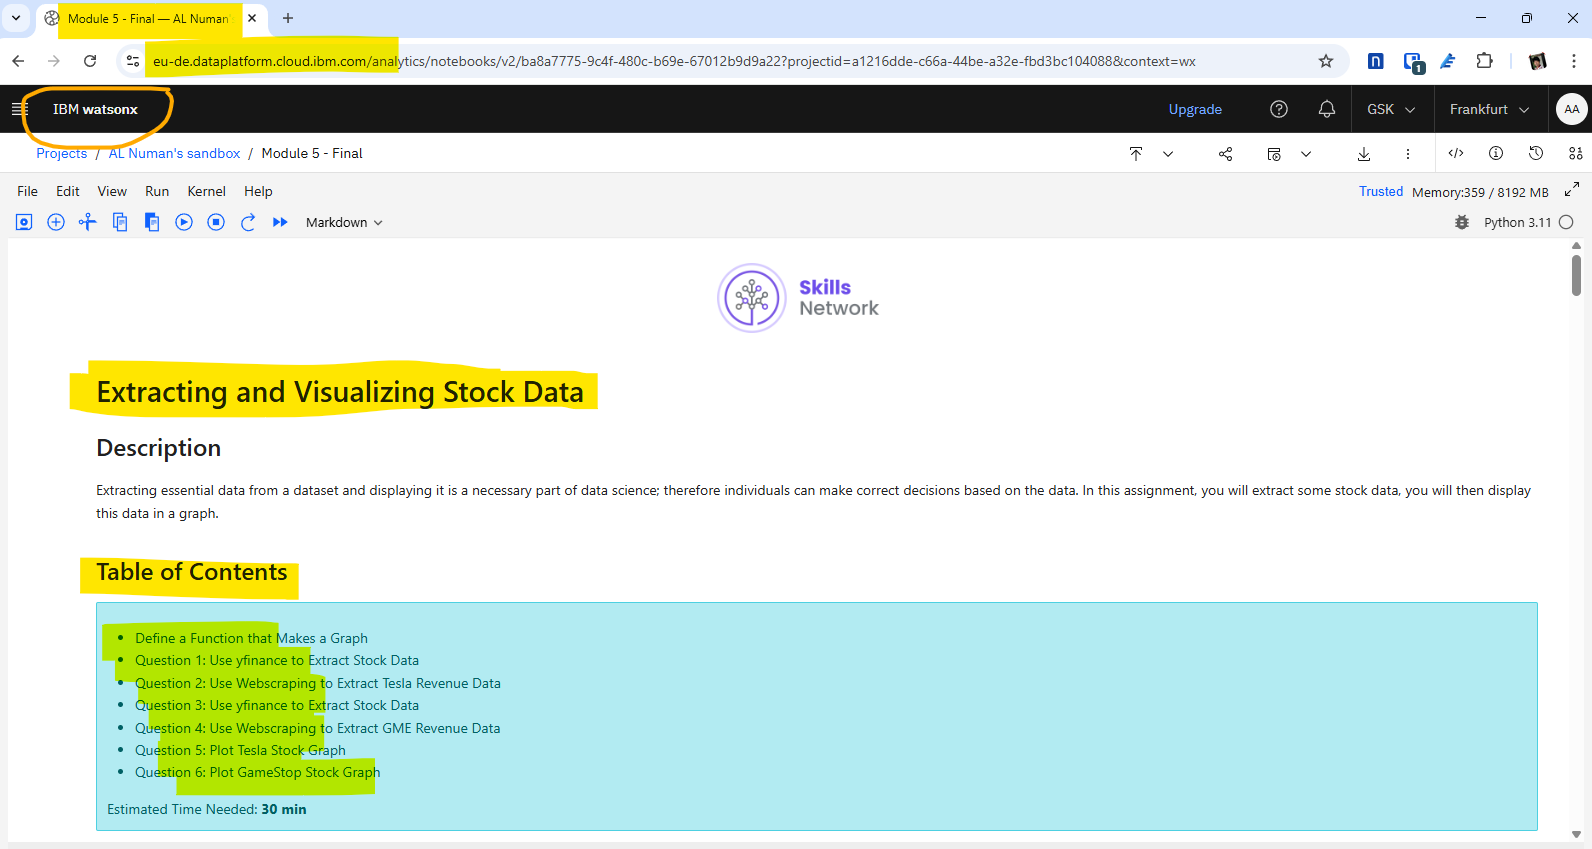 Module 5 - Final — AL Numan's
eu-de.dataplatform.cloud.ibm.com/analytics/notebooks/v2/ba8a7775-9c4f-480c-b69e-67012b9d9a22?projectid=a1216dde-c66a-44be-a32e-fbd3bc104088&context=wx
1
IBM watsonx
Upgrade
GSK
Frankfurt
AA
Projects / AL Numan's sandbox / Module 5 - Final
File Edit View Run Kernel Help
Trusted Memory:359 / 8192 MB
Markdown
Python 3.11
Skills
Network
Extracting and Visualizing Stock Data
Description
Extracting essential data from a dataset and displaying it is a necessary part of data science; therefore individuals can make correct decisions based on the data. In this assignment, you will extract some stock data, you will then display
this data in a graph.
Table of Contents
• Define a Function that Makes a Graph
• Question 1: Use yfinance to Extract Stock Data
• Question 2: Use Webscraping to Extract Tesla Revenue Data
• Question 3: Use yfinance to Extract Stock Data
• Question 4: Use Webscraping to Extract GME Revenue Data
• Question 5: Plot Tesla Stock Graph
• Question 6: Plot GameStop Stock Graph
Estimated Time Needed: 30 min